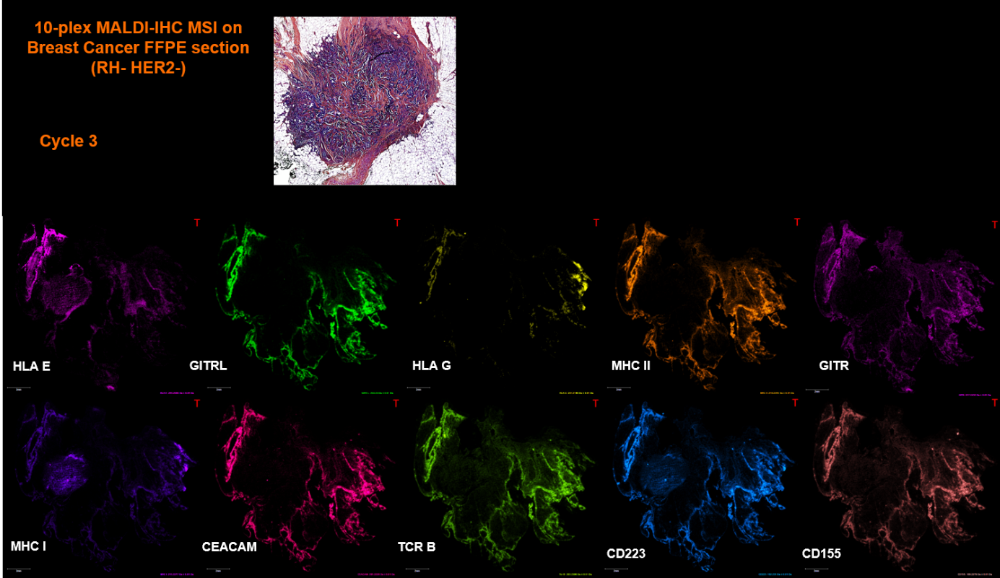 10-plex MALDI-IHC MSI on
Breast Cancer FFPE section
(RH- HER2-)
Cycle 3
T
T
T
T
T
HLA E
GITRL
HLA G
MHC II
GITR
T
T
T
T
MHC I
CEACAM
TCR B
CD223
CD155